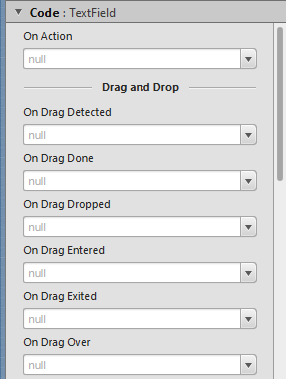 Code : TextField
On Action
null
Drag and Drop
On Drag Detected
null
On Drag Done
null
On Drag Dropped
null
On Drag Entered
null
On Drag Exited
null
On Drag Over
null